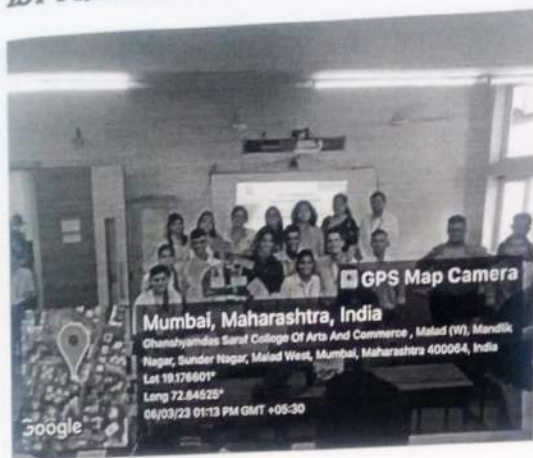 GPS Map Camera
Mumbai, Maharashtra, India
Ghanshyamdas Saraf College Of Arts And Commerce , Malad (W), Mandlik
Nagar, Sunder Nagar, Malad West, Mumbai, Maharashtra 400064, India
Lat 19.176601°
Long 72.84525°
06/03/23 01:13 PM GMT +05:30
Google